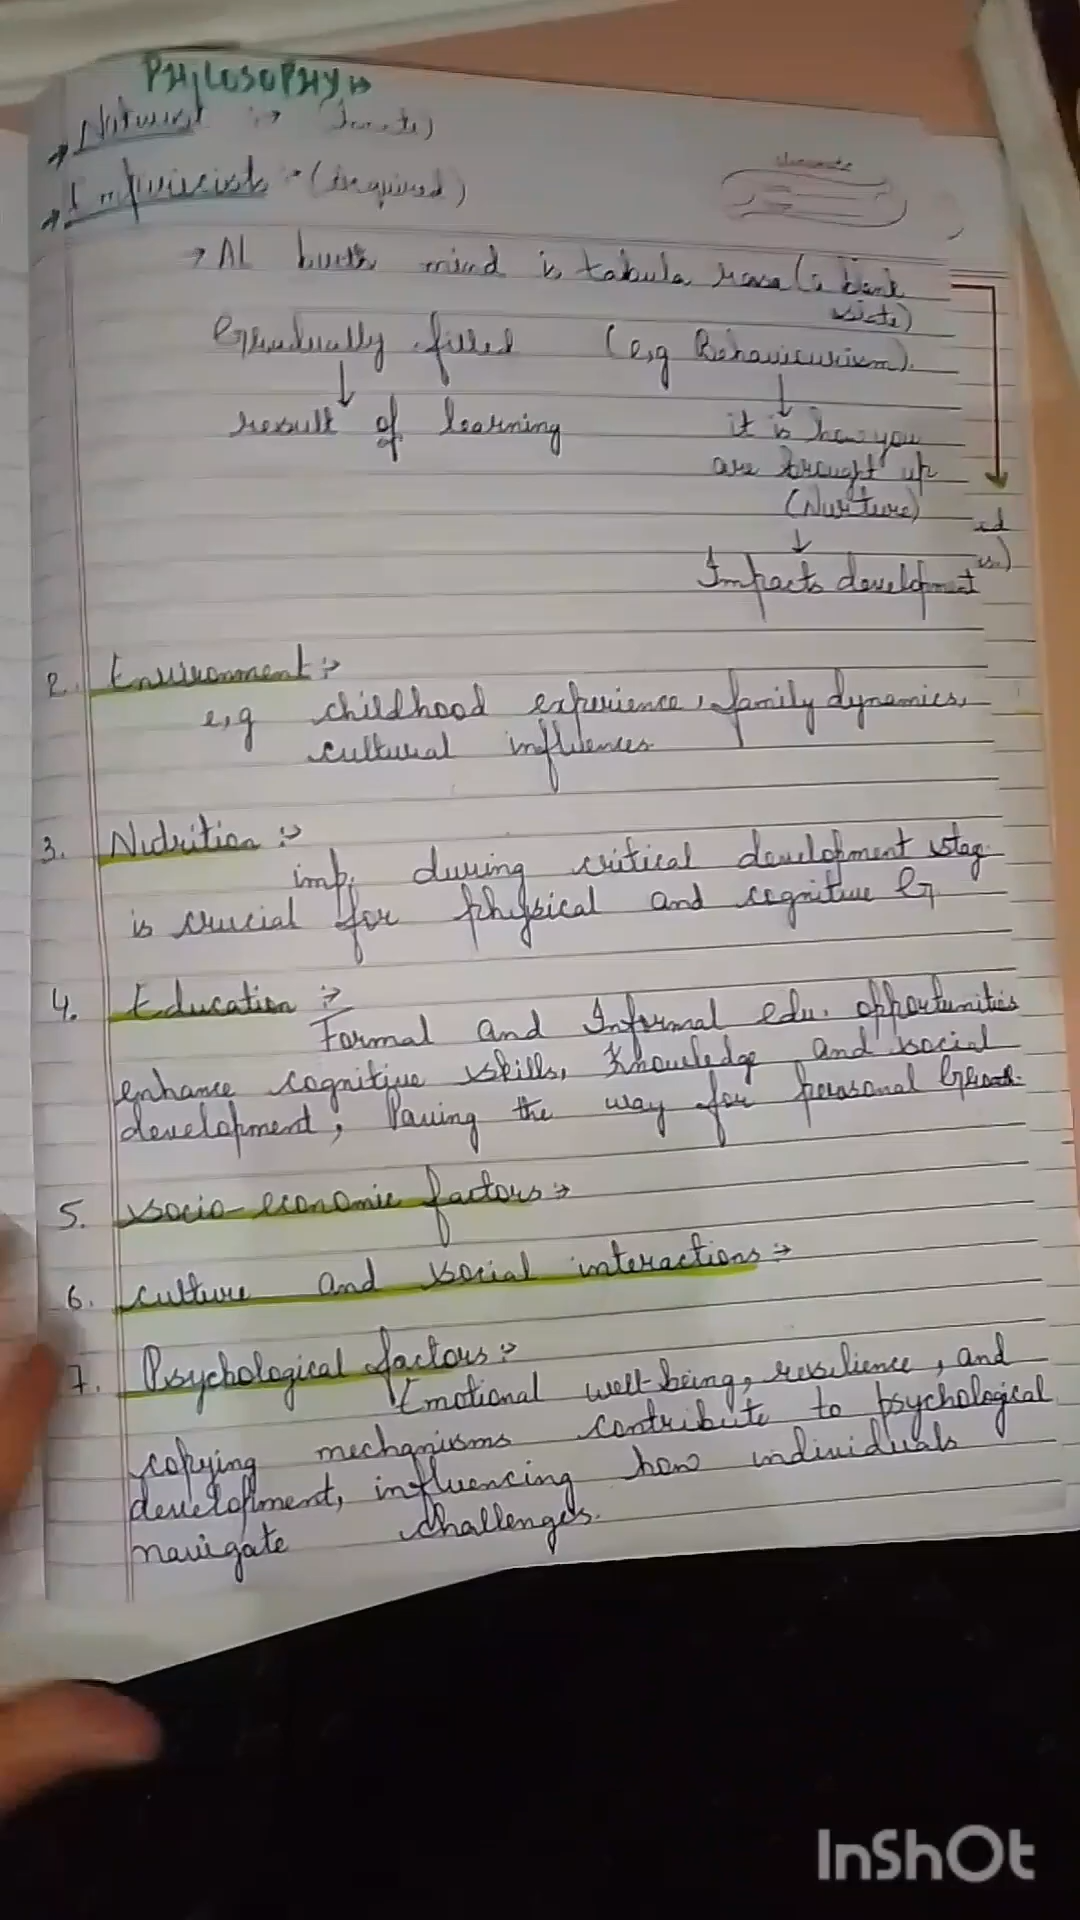 PHILOSOPHY
→ Nativist :→ Innate)
→ Empiricists :- (Acquired)
→ At birth mind is tabula rasa (a blank
slate)
Gradually filled (e,g Behaviourism).
↓ ↓
result of learning it is how you
are brought up
(Nurture)
↓
Impacts development
2. Environment :→
e,g childhood experience, family dynamics,
cultural influences.
3. Nutrition :→
imp. during critical development stag
is crucial for physical and cognitive Gr
4. Education :→
Formal and Informal edu. opportunities
enhance cognitive skills, Knowledge and social
development, Paving the way for personal
5. Socio-economic factors :→
6. Culture and social interactions :→
7. Psychological factors :→
Emotional well-being, resilience, and
copying mechanisms contribute to psychological
development, influencing how individuals
navigate challenges.
InShOt